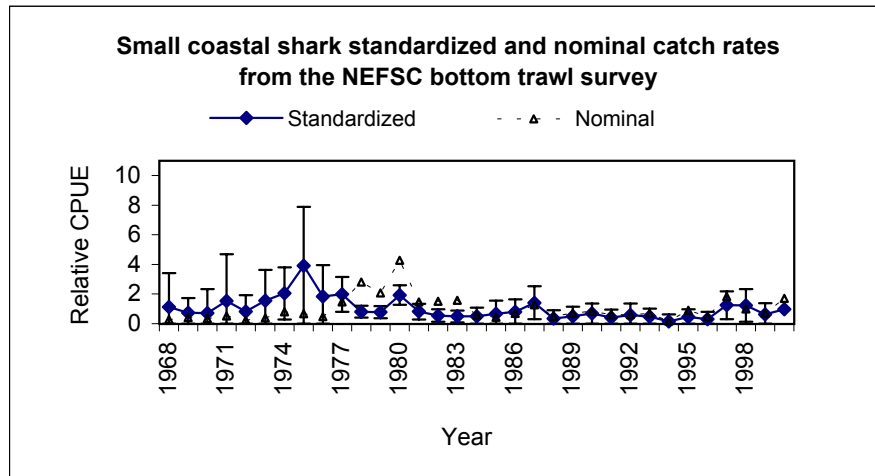 Small coastal shark standardized and nominal catch rates
from the NEFSC bottom trawl survey
Standardized Nominal
Relative CPUE
10
8
6
4
2
0
1968 1971 1974 1977 1980 1983 1986 1989 1992 1995 1998
Year